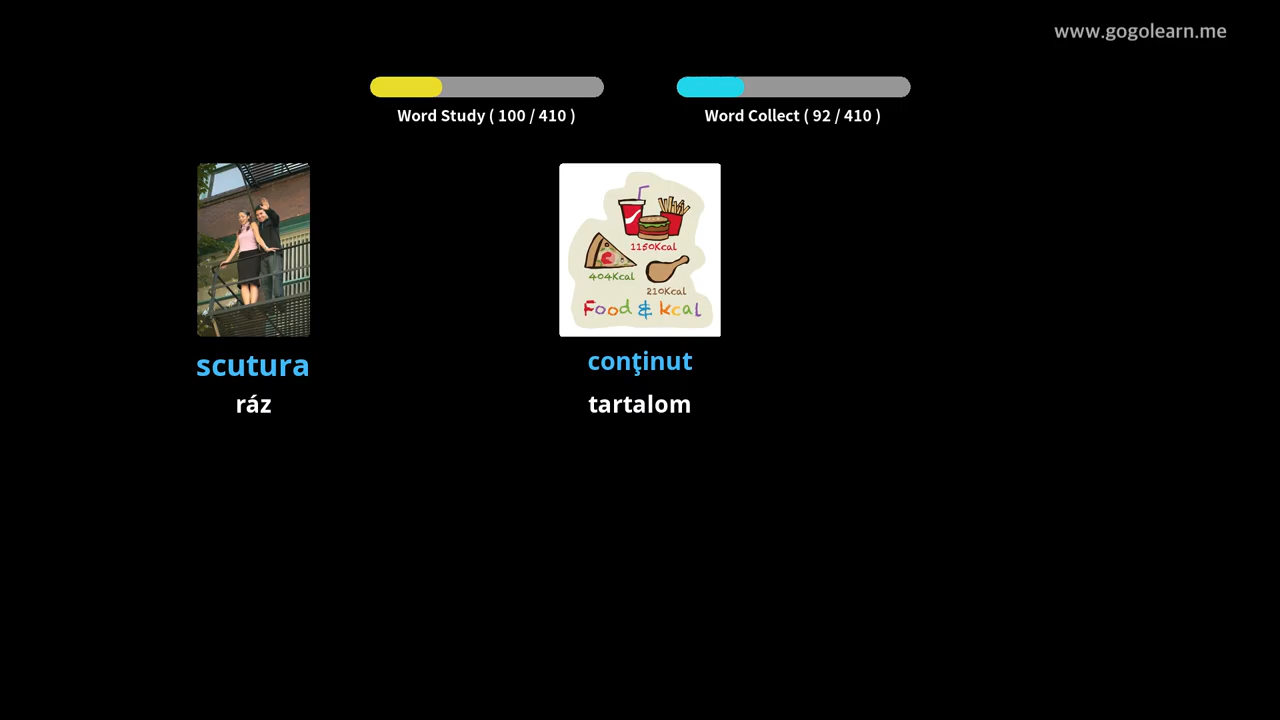 www.gogolearn.me
Word Study ( 100 / 410 )
Word Collect ( 92 / 410 )
1150Kcal
404Kcal
210Kcal
Food & kcal
scutura
ráz
conţinut
tartalom